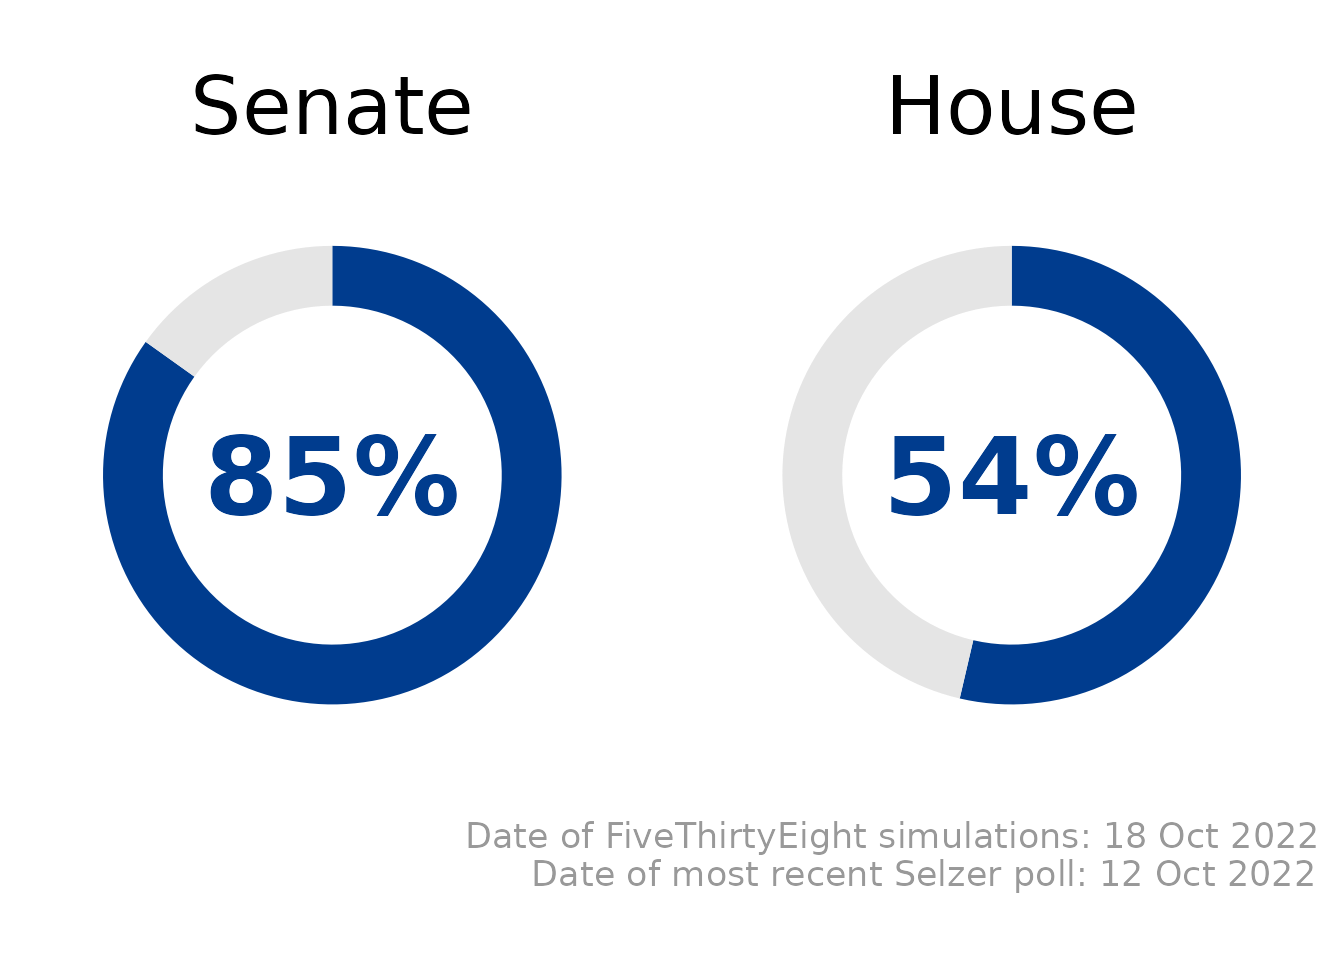 Senate
House
85%
54%
Date of FiveThirtyEight simulations: 18 Oct 2022
Date of most recent Selzer poll: 12 Oct 2022